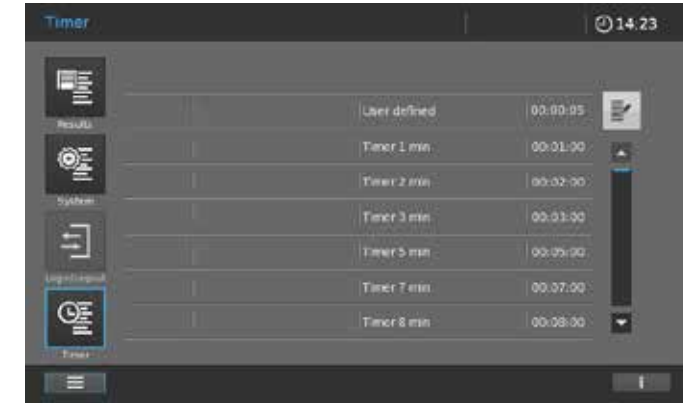 Timer
14:23
Results
User defined 00:00:05
Timer 1 min 00:01:00
System
Timer 2 min 00:02:00
Timer 3 min 00:03:00
Timer 5 min 00:05:00
Login/Logout
Timer 7 min 00:07:00
Timer 8 min 00:08:00
Timer
i